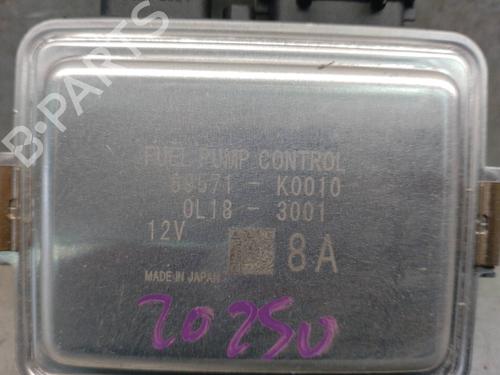 B-PARTS
FUEL PUMP CONTROL
89571 - K0010
0L18 - 3001
12V
8A
MADE IN JAPAN
20250